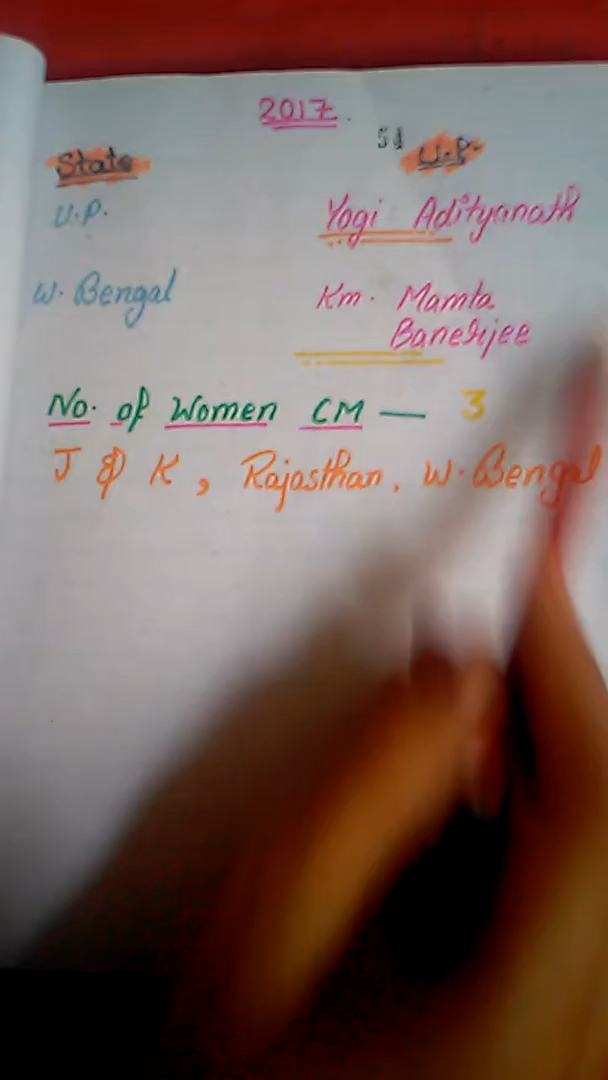 2017
51
State U.P.
U.P. Yogi Adityanath
W. Bengal Km. Mamta
Banerjee
No. of Women CM — 3
J & K, Rajasthan, W. Bengal